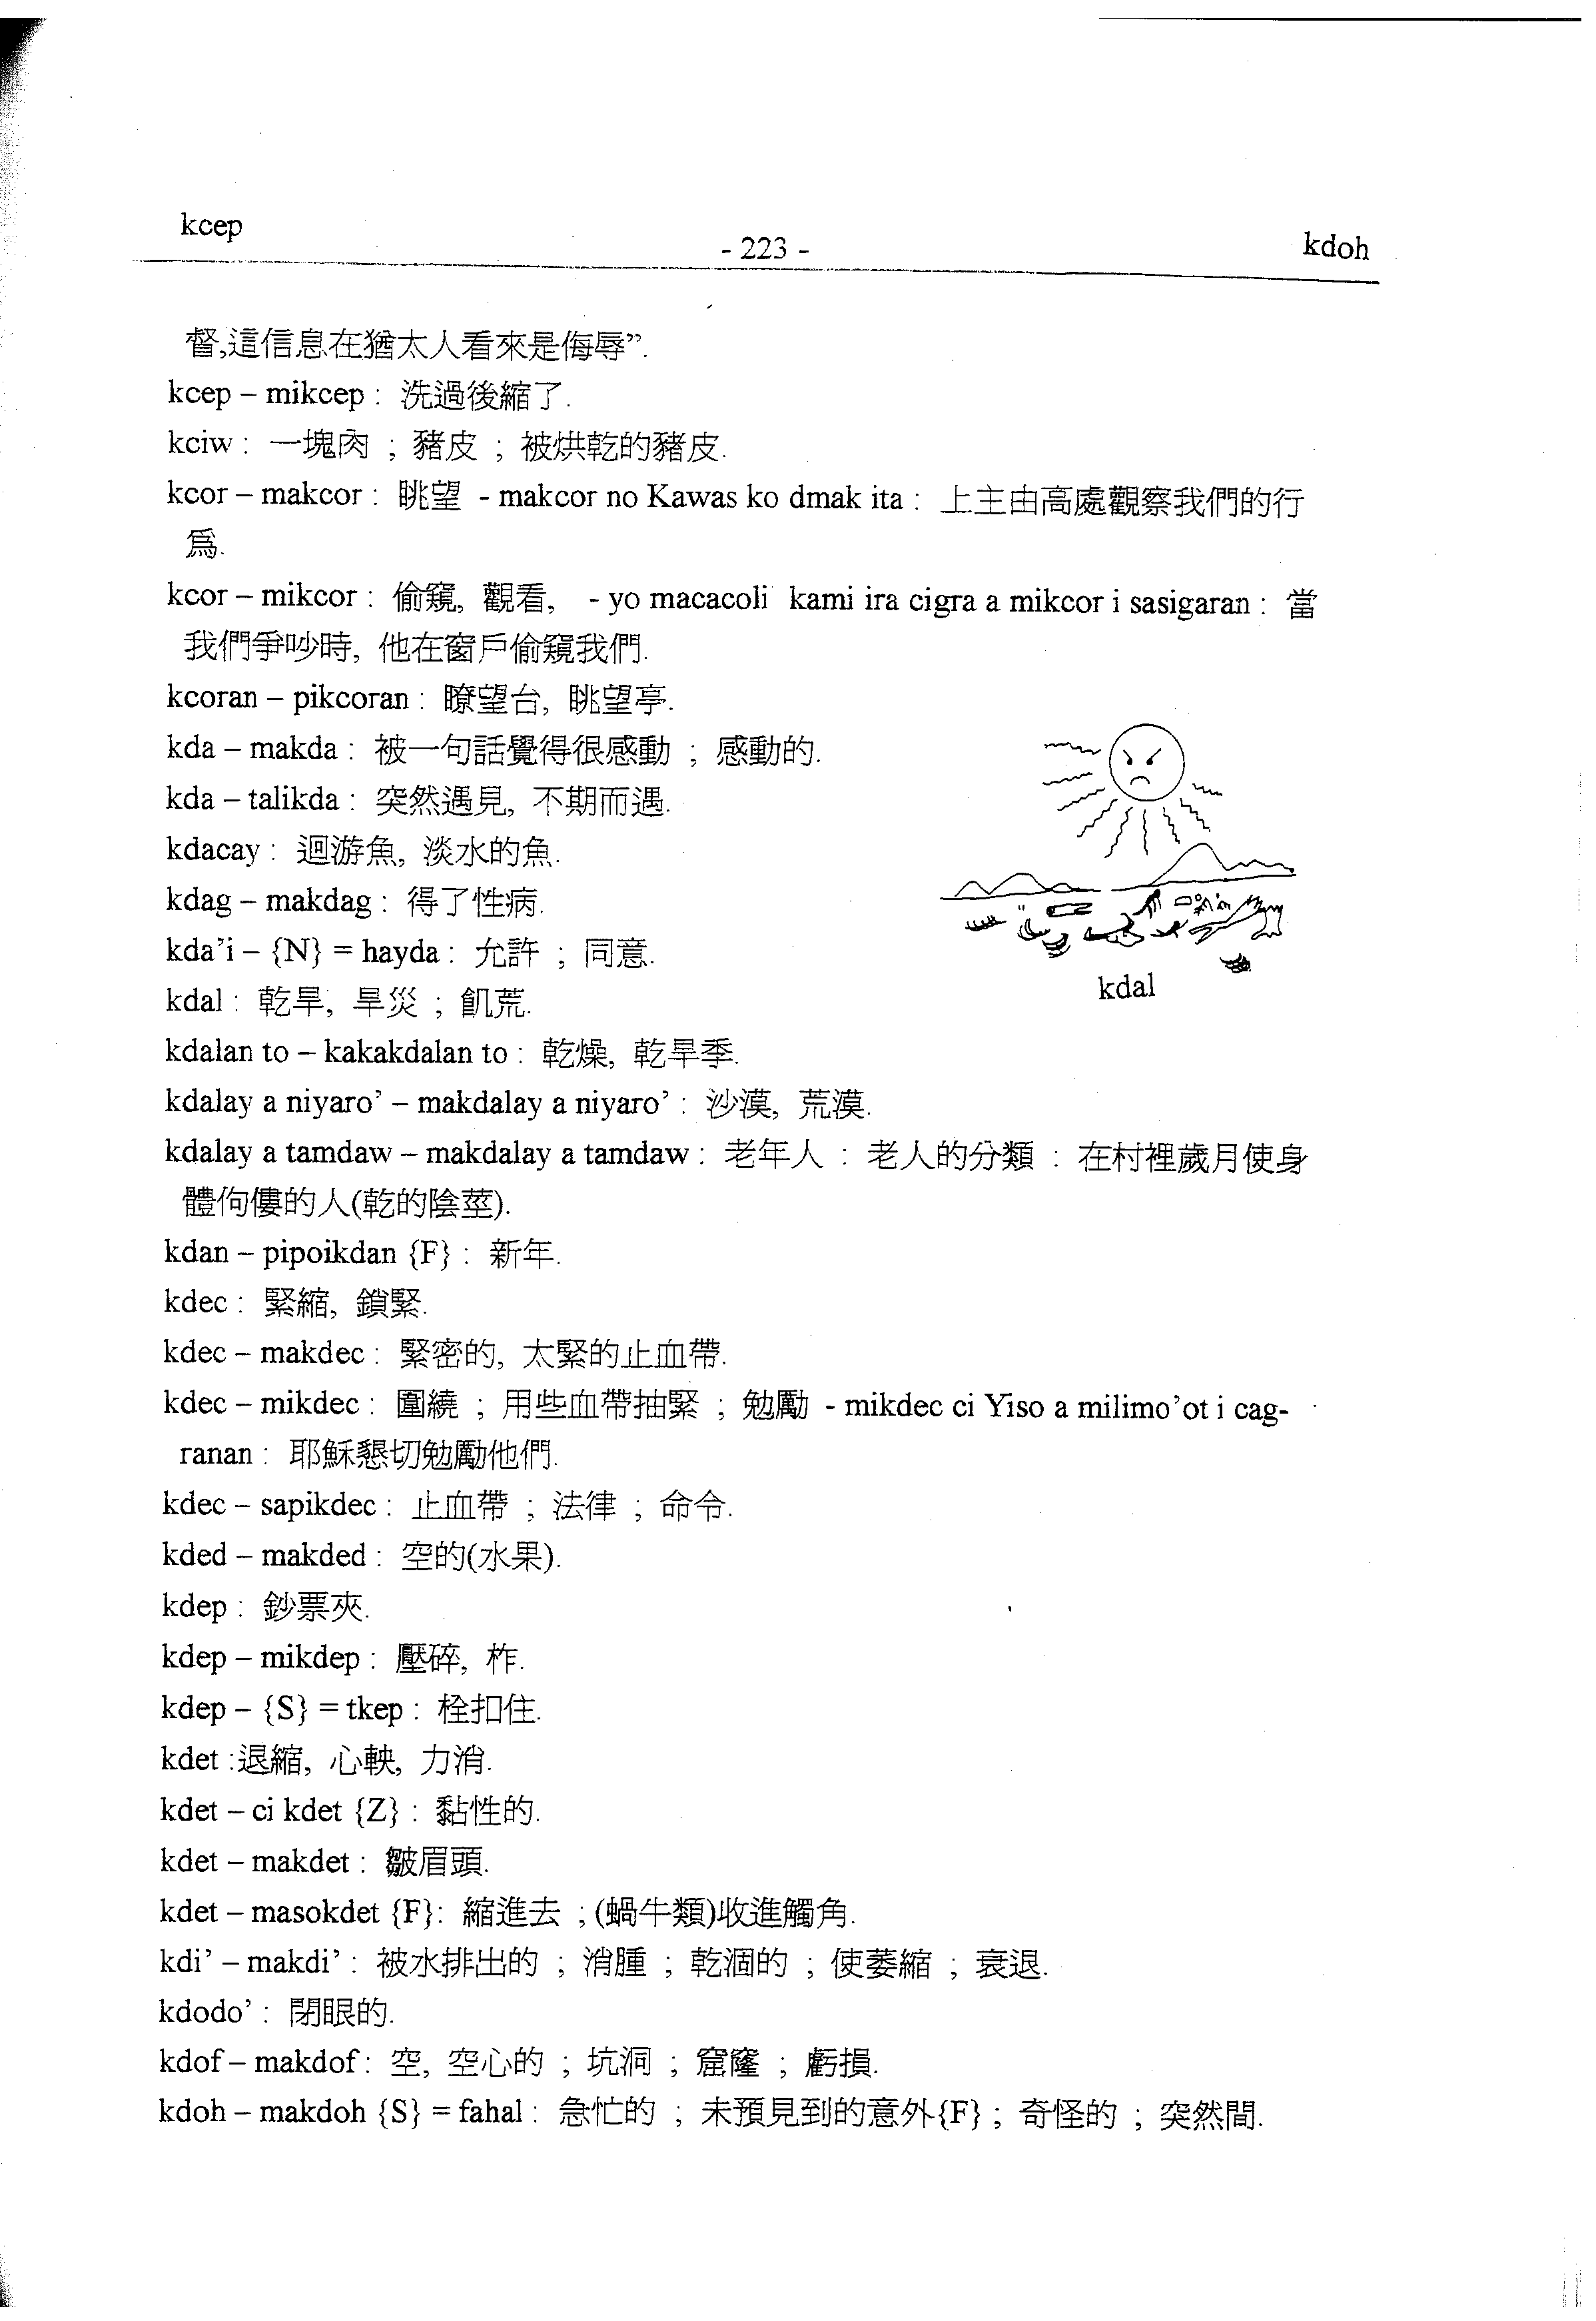 kcep
- 223 -
kdoh
督,這信息在猶太人看來是侮辱”.
kcep – mikcep : 洗過後縮了.
kciw : 一塊肉 ; 豬皮 ; 被烘乾的豬皮.
kcor – makcor : 眺望 - makcor no Kawas ko dmak ita : 上主由高處觀察我們的行
爲.
kcor – mikcor : 偷窺, 觀看, - yo macacoli kami ira cigra a mikcor i sasigaran : 當
我們爭吵時, 他在窗戶偷窺我們.
kcoran – pikcoran : 瞭望台, 眺望亭.
kda – makda : 被一句話覺得很感動 ; 感動的.
kda – talikda : 突然遇見, 不期而遇.
kdacay : 迴游魚, 淡水的魚.
kdag – makdag : 得了性病.
kda’i – {N} = hayda : 允許 ; 同意.
kdal : 乾旱, 旱災 ; 飢荒.
kdal
kdalan to – kakakdalan to : 乾燥, 乾旱季.
kdalay a niyaro’ – makdalay a niyaro’ : 沙漠, 荒漠.
kdalay a tamdaw – makdalay a tamdaw : 老年人 : 老人的分類 : 在村裡歲月使身
體佝僂的人(乾的陰莖).
kdan – pipoikdan {F} : 新年.
kdec : 緊縮, 鎖緊.
kdec – makdec : 緊密的, 太緊的止血帶.
kdec – mikdec : 圍繞 ; 用些血帶抽緊 ; 勉勵 - mikdec ci Yiso a milimo’ot i cag-
ranan : 耶穌懇切勉勵他們.
kdec – sapikdec : 止血帶 ; 法律 ; 命令.
kded – makded : 空的(水果).
kdep : 鈔票夾.
kdep – mikdep : 壓碎, 柞.
kdep – {S} = tkep : 栓扣住.
kdet :退縮, 心軟, 力消.
kdet – ci kdet {Z} : 黏性的.
kdet – makdet : 皺眉頭.
kdet – masokdet {F}: 縮進去 ; (蝸牛類)收進觸角.
kdi’ – makdi’ : 被水排出的 ; 消腫 ; 乾涸的 ; 使萎縮 ; 衰退.
kdodo’ : 閉眼的.
kdof – makdof : 空, 空心的 ; 坑洞 ; 窟窿 ; 虧損.
kdoh – makdoh {S} = fahal : 急忙的 ; 未預見到的意外{F} ; 奇怪的 ; 突然間.